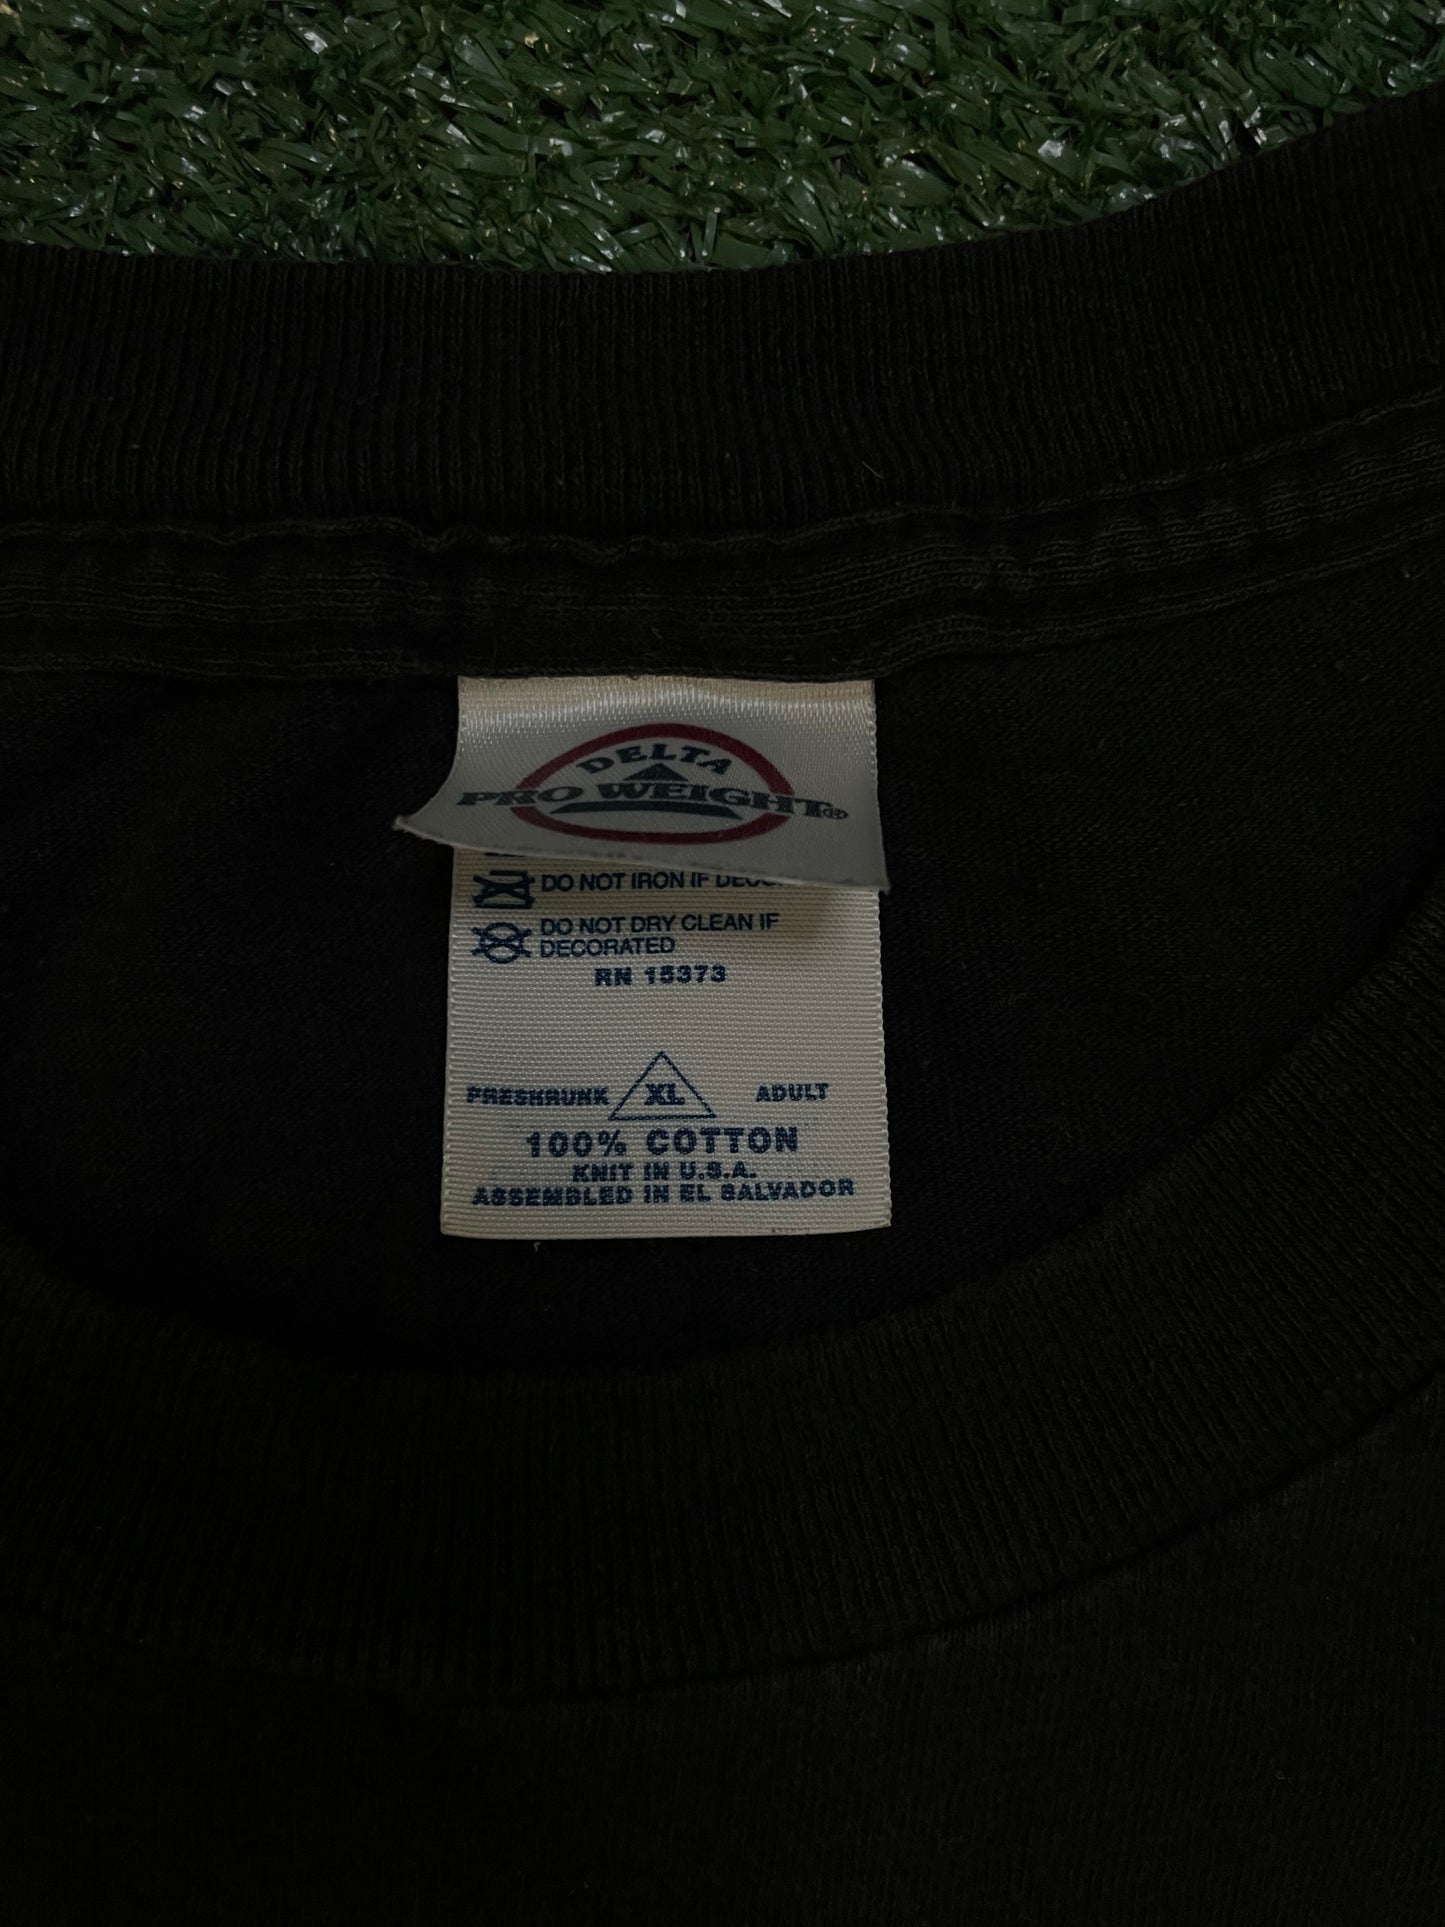 DELTA
PRO WEIGHT®
DO NOT IRON IF
DO NOT DRY CLEAN IF
DECORATED
RN 15373
PRESHRUNK XL ADULT
100% COTTON
KNIT IN U.S.A.
ASSEMBLED IN EL SALVADOR